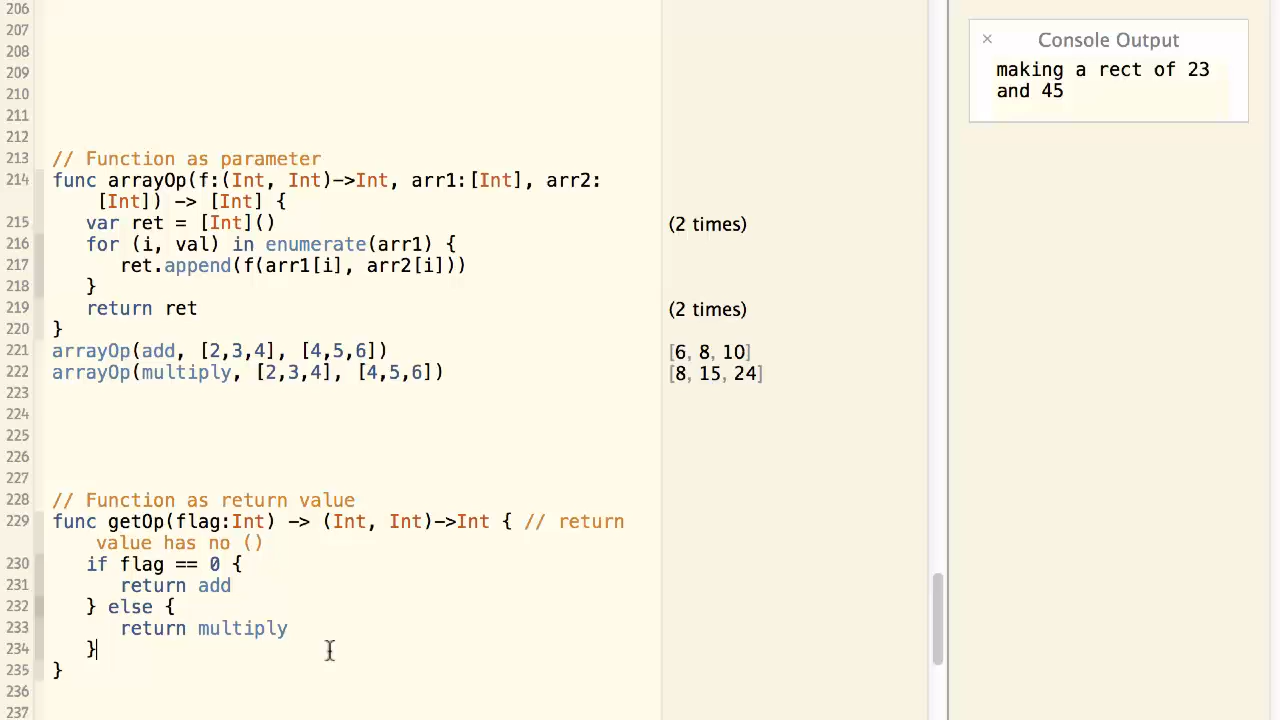 206
207
208
209
210
211
212
213 // Function as parameter
214 func arrayOp(f:(Int, Int)->Int, arr1:[Int], arr2:
[Int]) -> [Int] {
215 var ret = [Int]() (2 times)
216 for (i, val) in enumerate(arr1) {
217 ret.append(f(arr1[i], arr2[i]))
218 }
219 return ret (2 times)
220 }
221 arrayOp(add, [2,3,4], [4,5,6]) [6, 8, 10]
222 arrayOp(multiply, [2,3,4], [4,5,6]) [8, 15, 24]
223
224
225
226
227
228 // Function as return value
229 func getOp(flag:Int) -> (Int, Int)->Int { // return
value has no ()
230 if flag == 0 {
231 return add
232 } else {
233 return multiply
234 }
235 }
236
237
× Console Output
making a rect of 23
and 45